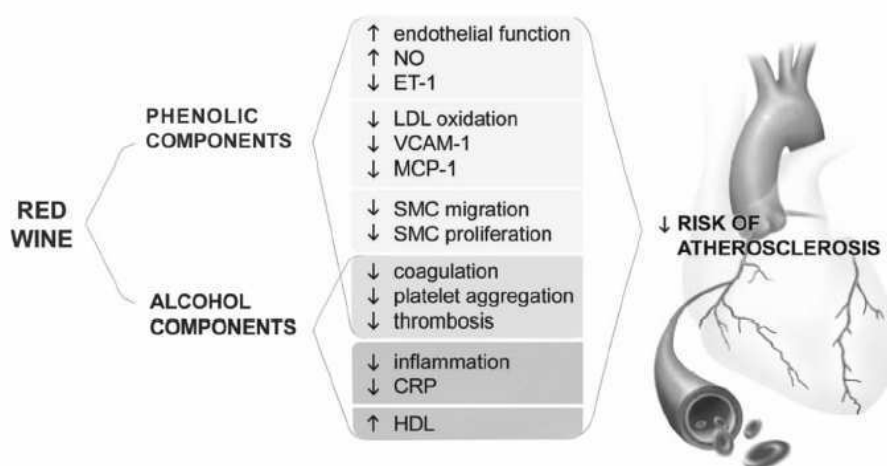 RED
WINE
PHENOLIC
COMPONENTS
ALCOHOL
COMPONENTS
↑ endothelial function
↑ NO
↓ ET-1
↓ LDL oxidation
↓ VCAM-1
↓ MCP-1
↓ SMC migration
↓ SMC proliferation
↓ coagulation
↓ platelet aggregation
↓ thrombosis
↓ inflammation
↓ CRP
↑ HDL
↓ RISK OF
ATHEROSCLEROSIS